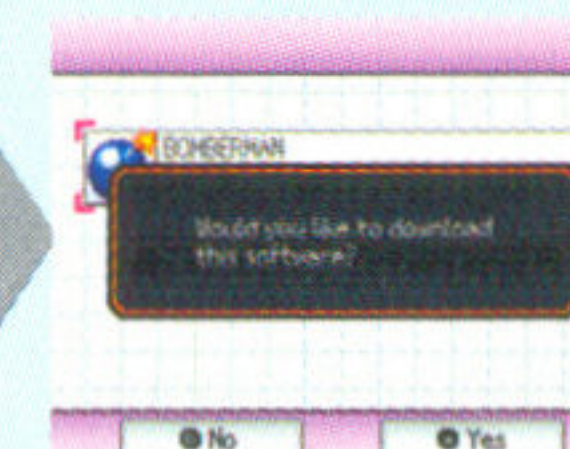 BOMBERMAN
Would you like to download
this software?
No
Yes